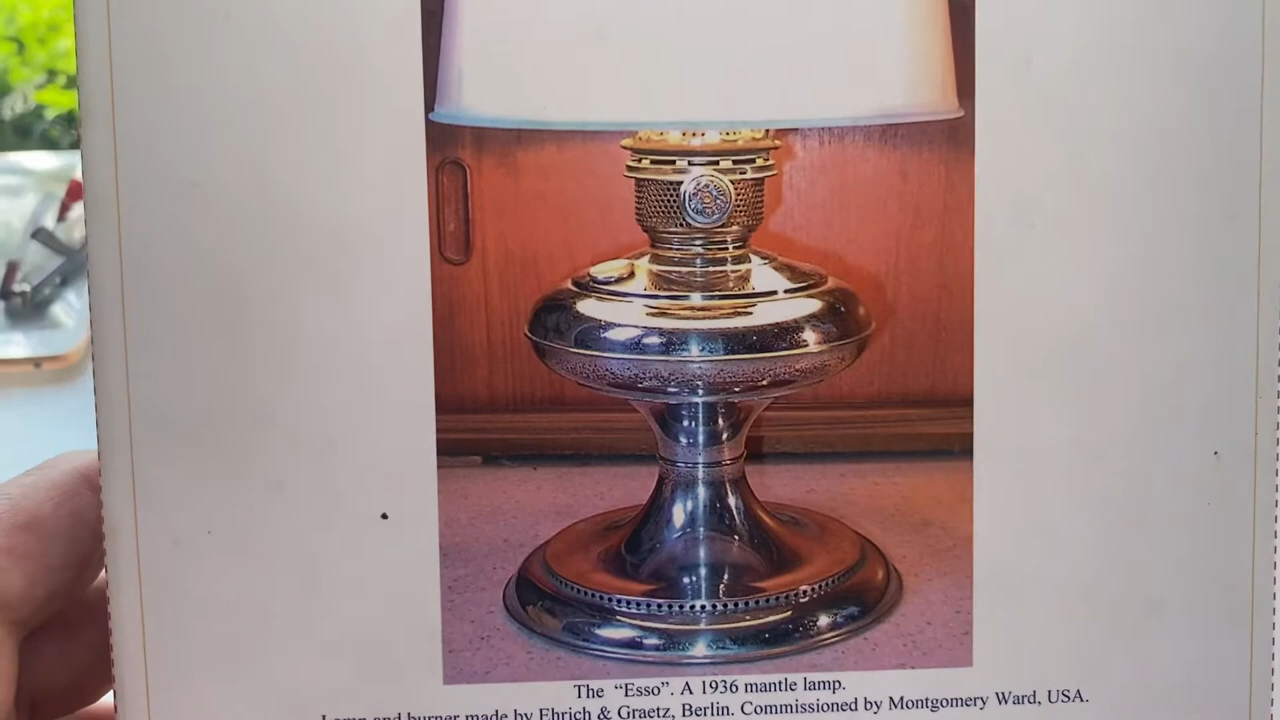 The “Esso”. A 1936 mantle lamp.
Lamp and burner made by Ehrich & Graetz, Berlin. Commissioned by Montgomery Ward, USA.